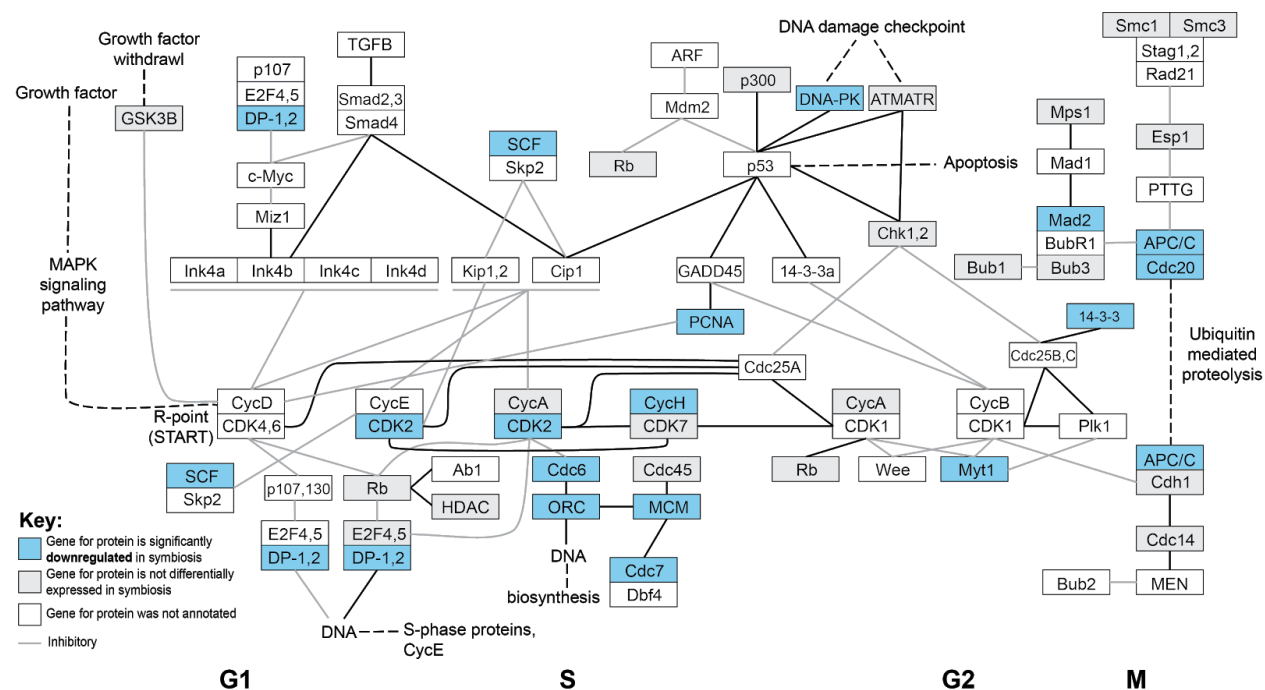 Growth factor
withdrawl
Growth factor
GSK3B
p107
E2F4,5
DP-1,2
c-Myc
Miz1
TGFB
Smad2,3
Smad4
SCF
Skp2
ARF
Mdm2
Rb
p300
DNA damage checkpoint
DNA-PK
ATMATR
p53
Apoptosis
Chk1,2
Smc1
Smc3
Stag1,2
Rad21
Esp1
PTTG
APC/C
Cdc20
Mps1
Mad1
Mad2
BubR1
Bub3
Bub1
MAPK
signaling
pathway
Ink4a
Ink4b
Ink4c
Ink4d
Kip1,2
Cip1
GADD45
14-3-3a
PCNA
14-3-3
Cdc25B,C
Cdc25A
Ubiquitin
mediated
proteolysis
R-point
(START)
CycD
CDK4,6
CycE
CDK2
CycA
CDK2
CycH
CDK7
CycA
CDK1
CycB
CDK1
Plk1
SCF
Skp2
p107,130
Rb
Ab1
HDAC
Cdc6
ORC
Cdc45
MCM
Rb
Wee
Myt1
APC/C
Cdh1
Cdc14
MEN
Bub2
E2F4,5
DP-1,2
E2F4,5
DP-1,2
DNA
biosynthesis
Cdc7
Dbf4
DNA
S-phase proteins,
CycE
Key:
Gene for protein is significantly
downregulated in symbiosis
Gene for protein is not differentially
expressed in symbiosis
Gene for protein was not annotated
Inhibitory
G1
S
G2
M